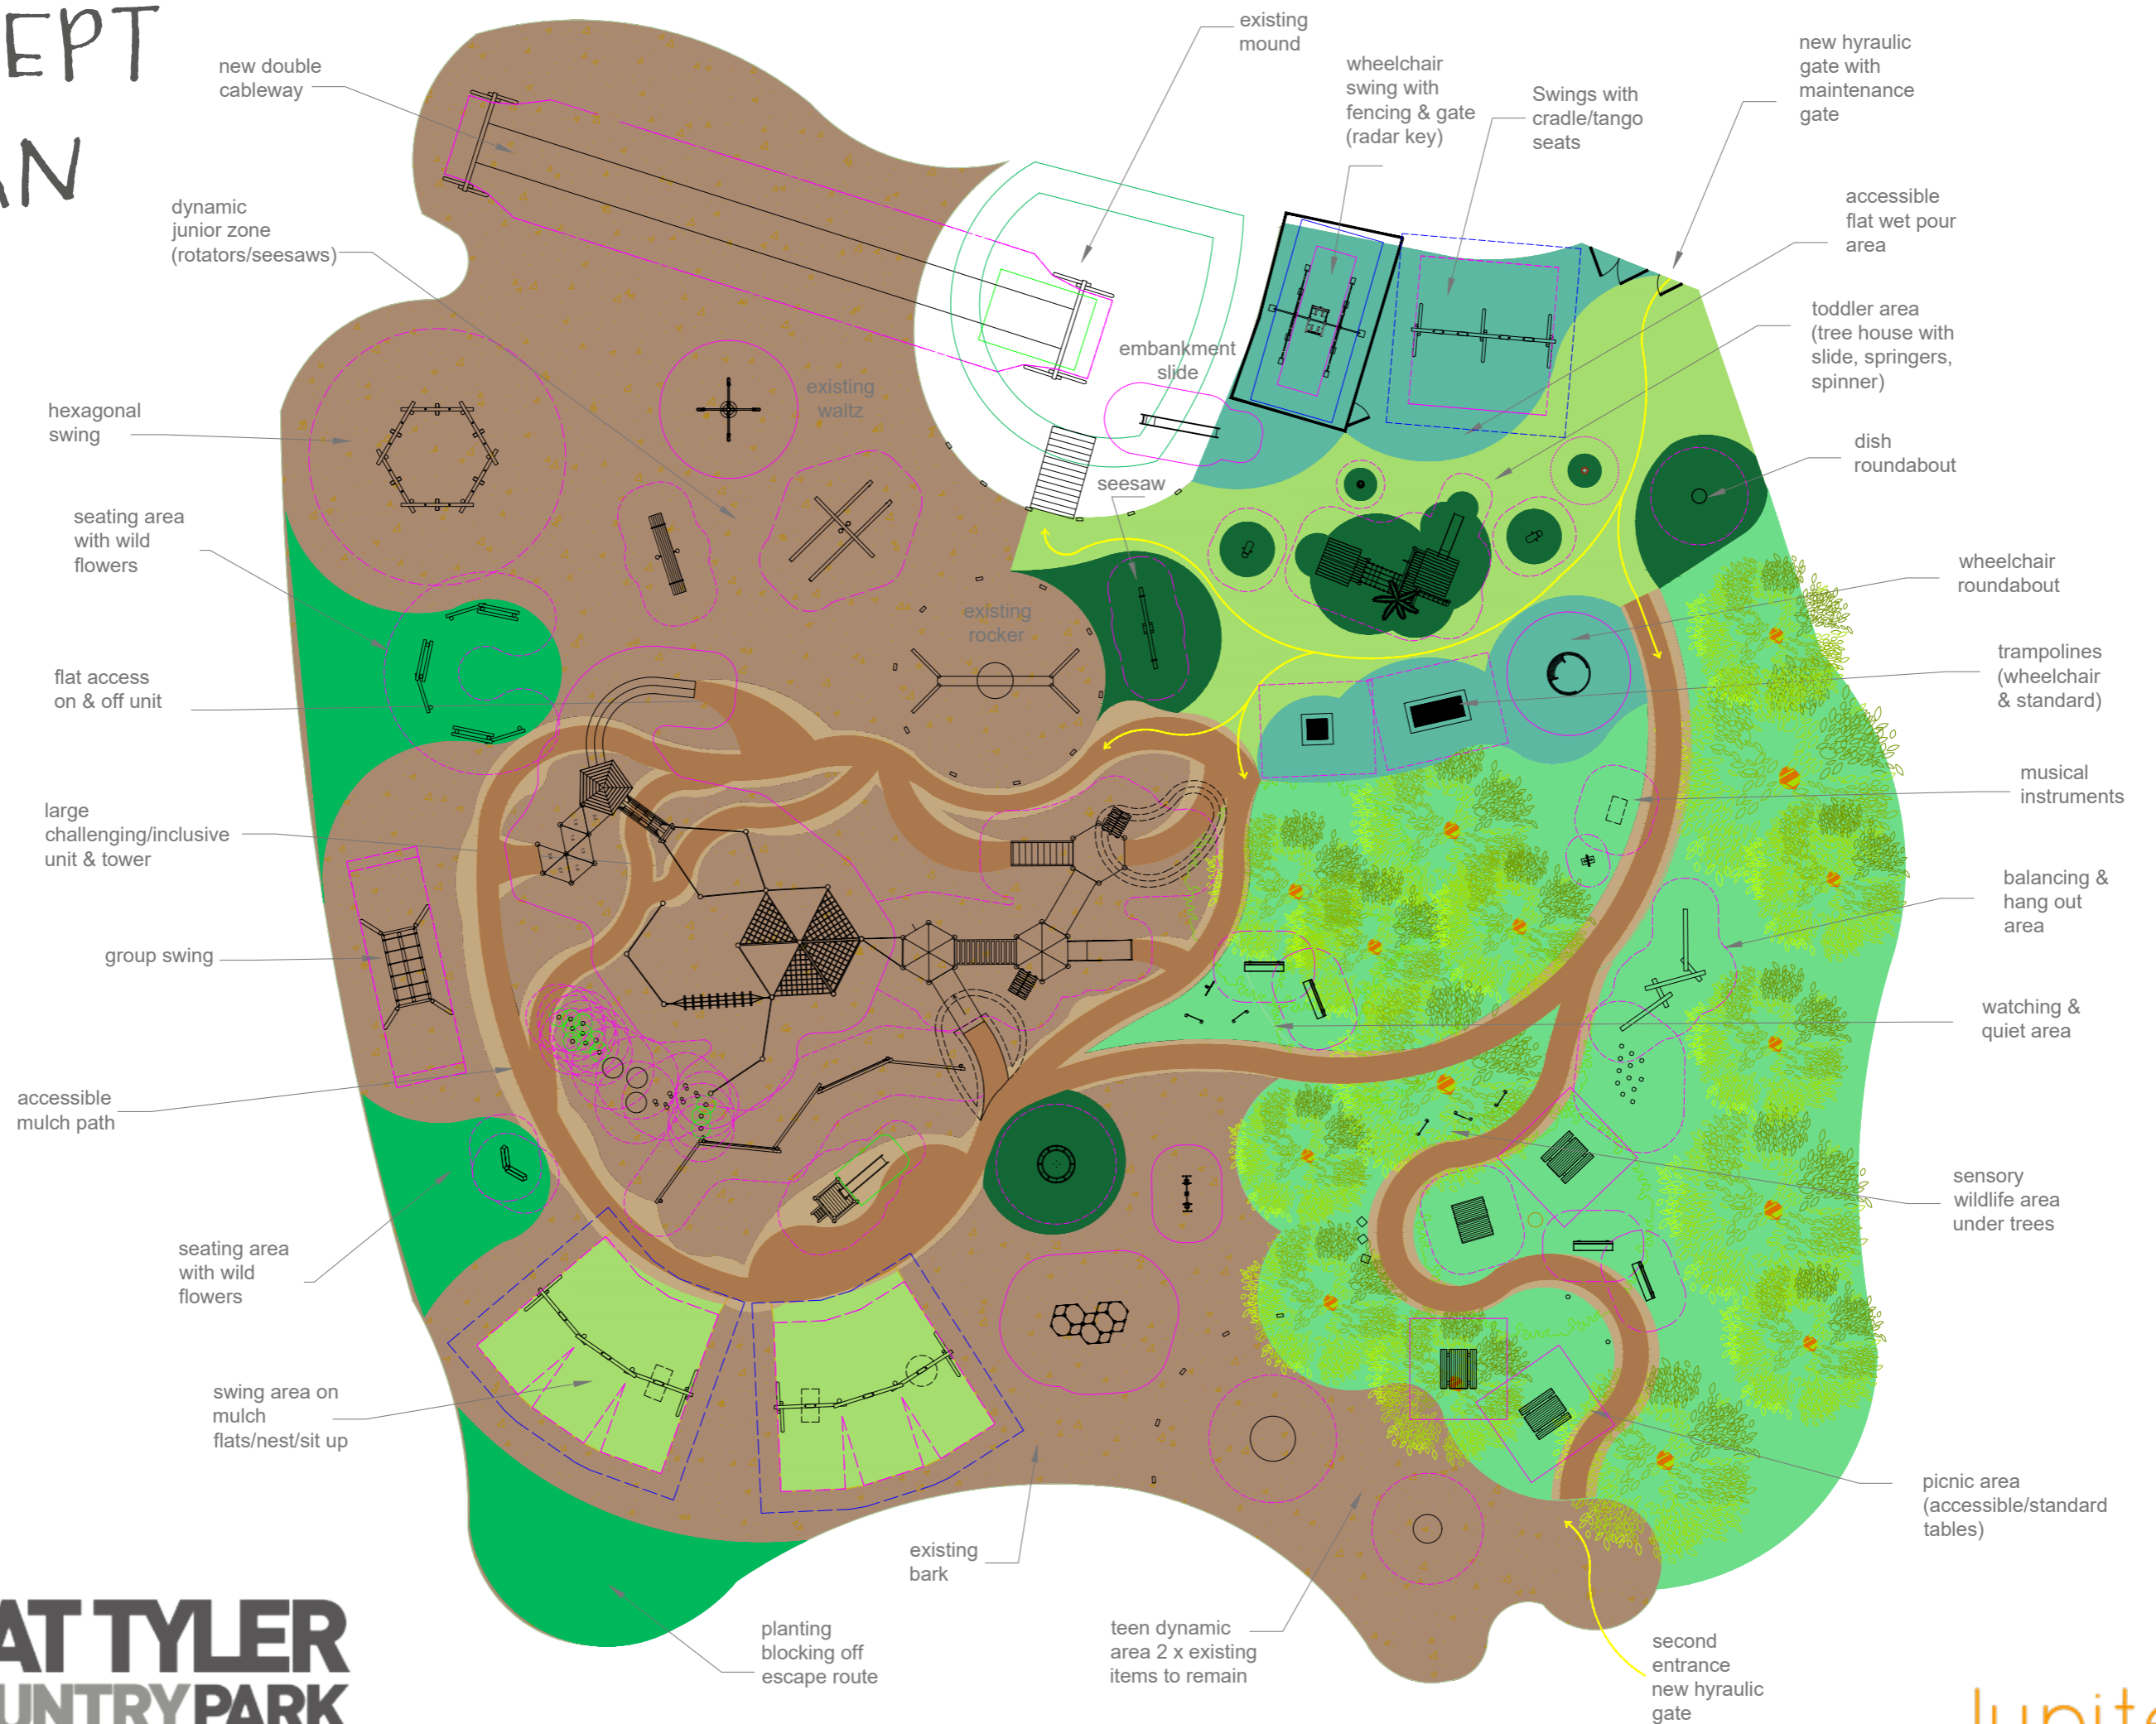 EPT
AN
new double
cableway
existing
mound
wheelchair
swing with
fencing & gate
(radar key)
Swings with
cradle/tango
seats
new hyraulic
gate with
maintenance
gate
dynamic
junior zone
(rotators/seesaws)
accessible
flat wet pour
area
toddler area
(tree house with
slide, springers,
spinner)
embankment
slide
existing
waltz
hexagonal
swing
dish
roundabout
seesaw
seating area
with wild
flowers
wheelchair
roundabout
existing
rocker
flat access
on & off unit
trampolines
(wheelchair
& standard)
musical
instruments
large
challenging/inclusive
unit & tower
balancing &
hang out
area
group swing
watching &
quiet area
accessible
mulch path
sensory
wildlife area
under trees
seating area
with wild
flowers
swing area on
mulch
flats/nest/sit up
picnic area
(accessible/standard
tables)
existing
bark
planting
blocking off
escape route
teen dynamic
area 2 x existing
items to remain
second
entrance
new hyraulic
gate
AT TYLER
UNTRY PARK